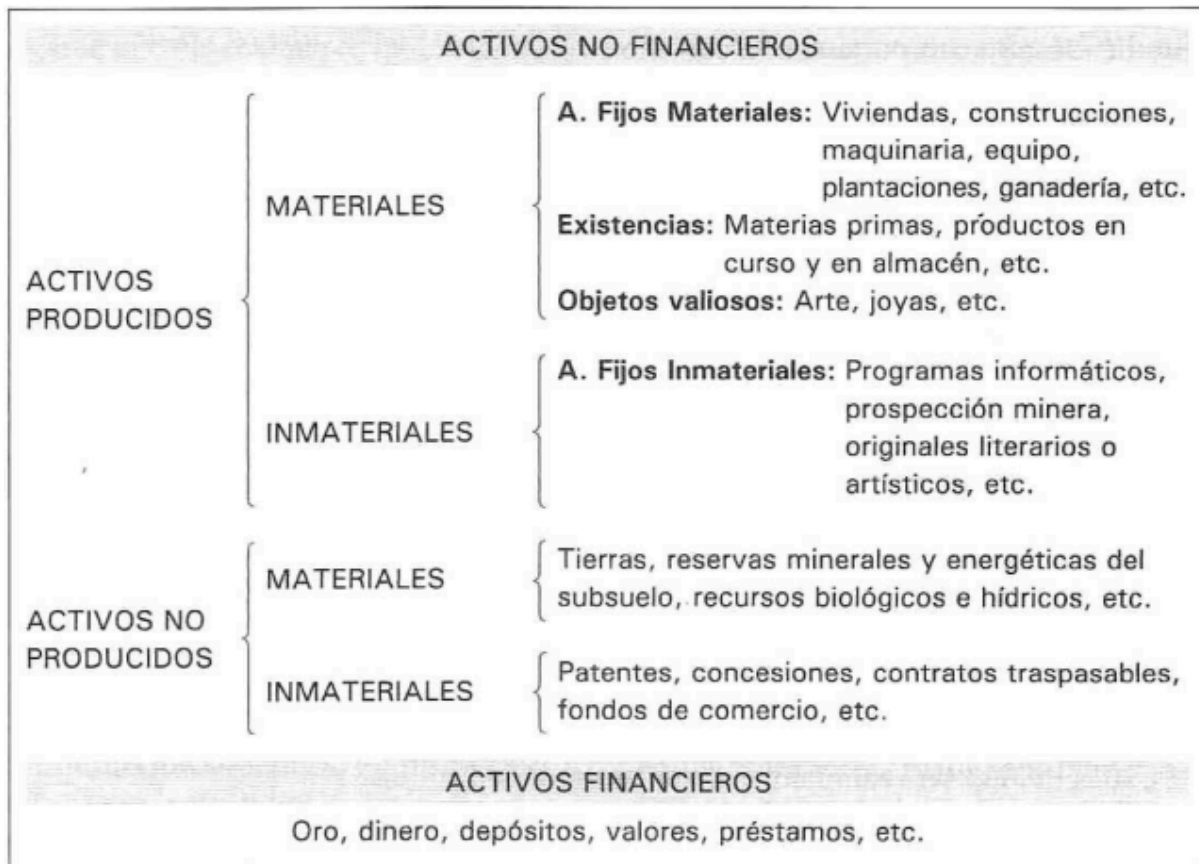 ACTIVOS NO FINANCIEROS
ACTIVOS
PRODUCIDOS
MATERIALES
A. Fijos Materiales: Viviendas, construcciones,
maquinaria, equipo,
plantaciones, ganadería, etc.
Existencias: Materias primas, productos en
curso y en almacén, etc.
Objetos valiosos: Arte, joyas, etc.
INMATERIALES
A. Fijos Inmateriales: Programas informáticos,
prospección minera,
originales literarios o
artísticos, etc.
ACTIVOS NO
PRODUCIDOS
MATERIALES
Tierras, reservas minerales y energéticas del
subsuelo, recursos biológicos e hídricos, etc.
INMATERIALES
Patentes, concesiones, contratos traspasables,
fondos de comercio, etc.
ACTIVOS FINANCIEROS
Oro, dinero, depósitos, valores, préstamos, etc.